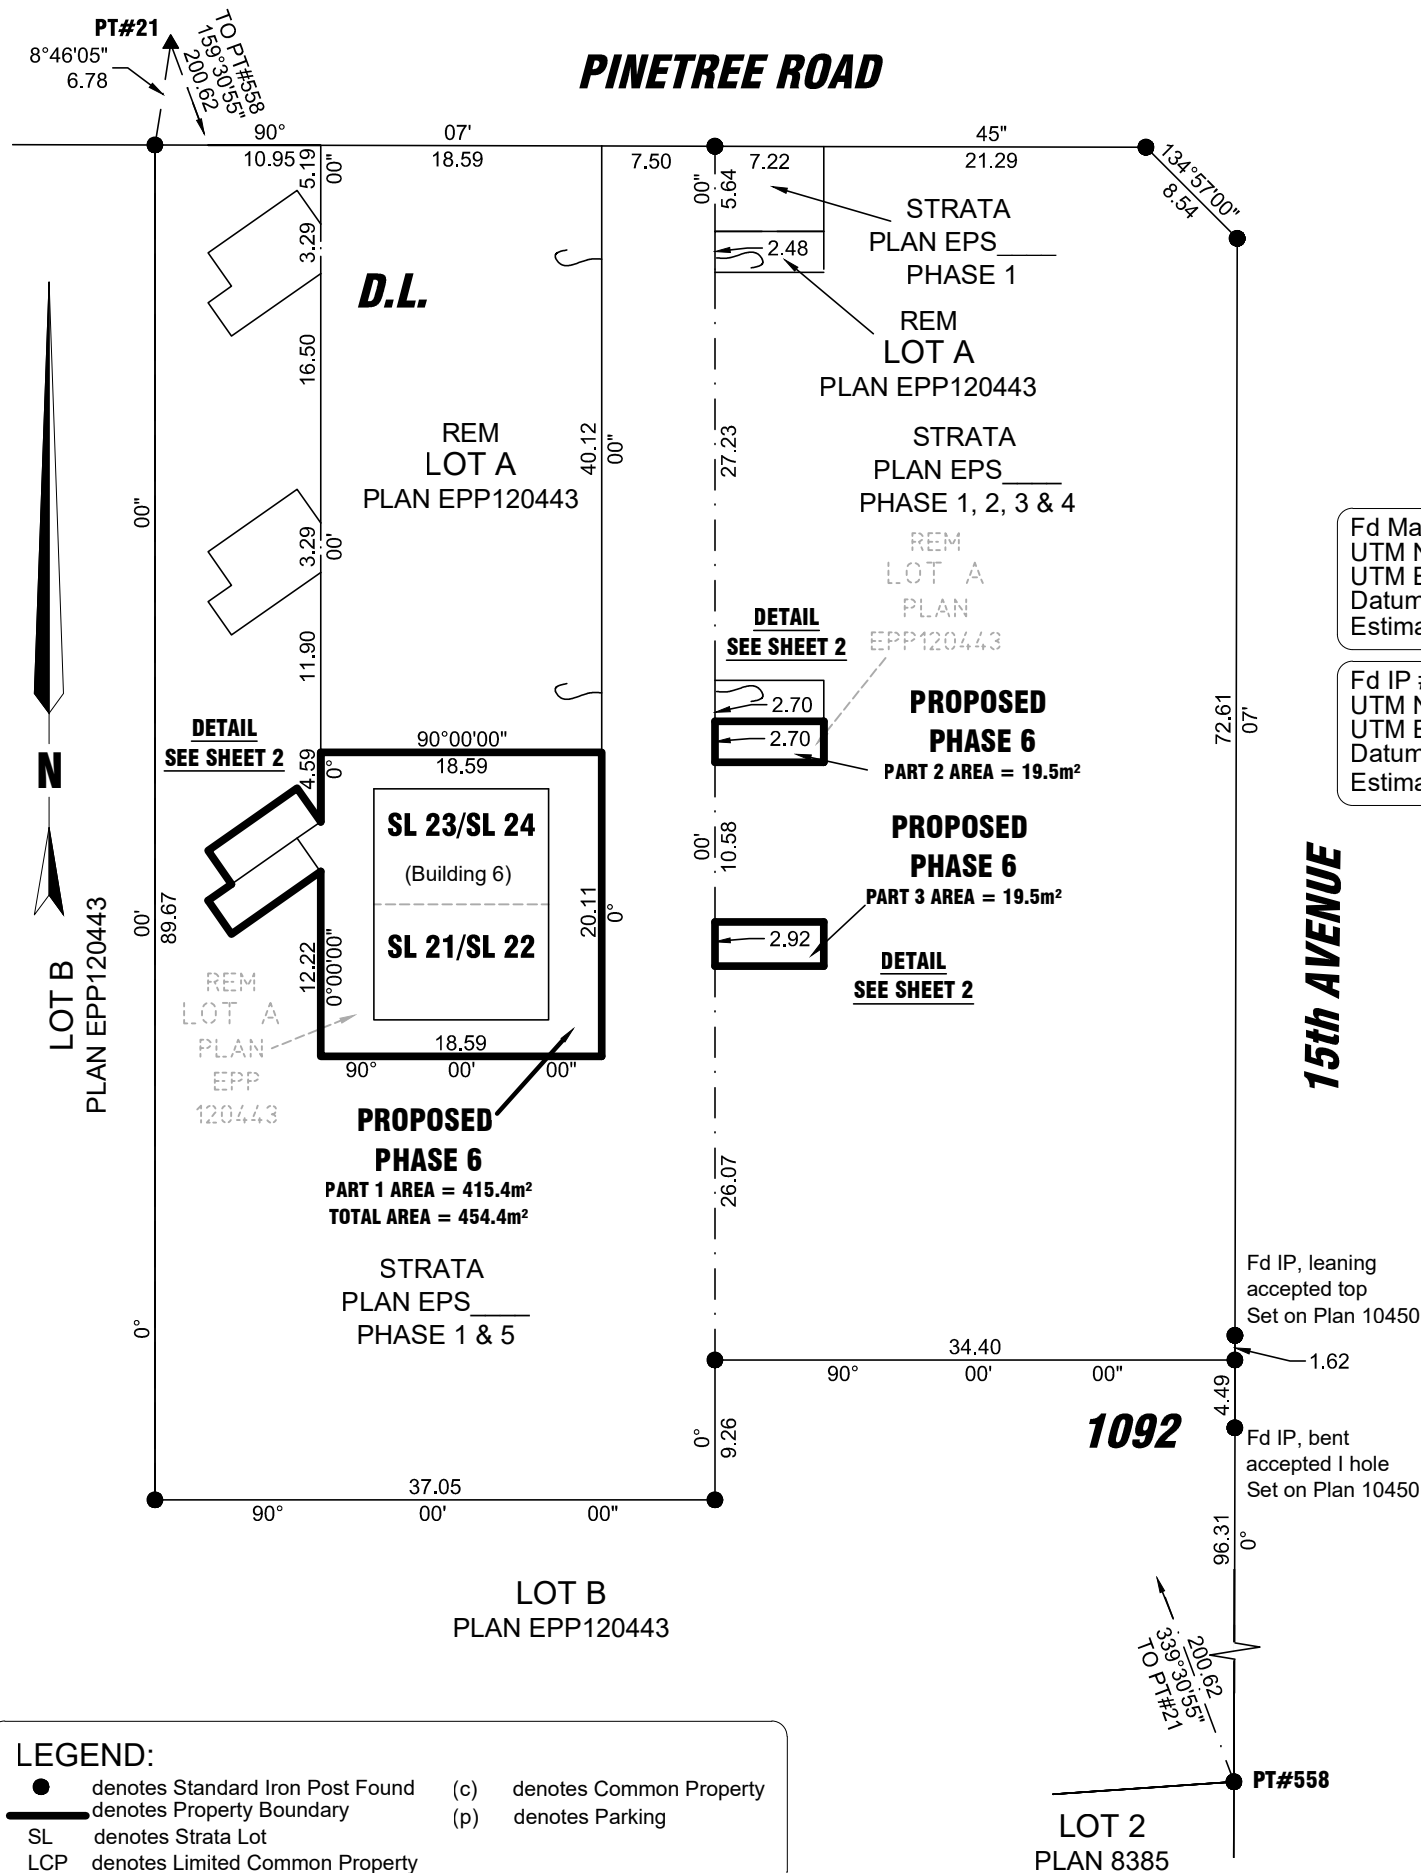 PT#21
8°46'05"
6.78
TO PT#558
159°30'55"
200.62
PINETREE ROAD
90° 07' 45"
10.95 18.59 7.50 7.22 21.29
134°57'00"
8.54
5.19
00"
00"
5.64
STRATA
PLAN EPS____
PHASE 1
3.29
2.48
D.L.
REM
LOT A
PLAN EPP120443
16.50
REM
LOT A
PLAN EPP120443
40.12
00"
27.23
STRATA
PLAN EPS____
PHASE 1, 2, 3 & 4
00"
3.29
00'
REM
LOT A
PLAN
EPP120443
Fd Ma
UTM N
UTM E
Datum
Estima
DETAIL
SEE SHEET 2
11.90
Fd IP #
UTM N
UTM E
Datum
Estima
72.61
07'
2.70
PROPOSED
PHASE 6
PART 2 AREA = 19.5m²
2.70
DETAIL
SEE SHEET 2
90°00'00"
18.59
4.59
0°
N
SL 23/SL 24
(Building 6)
SL 21/SL 22
20.11
0°
00'
10.58
PROPOSED
PHASE 6
PART 3 AREA = 19.5m²
2.92
DETAIL
SEE SHEET 2
15th AVENUE
00'
89.67
LOT B
PLAN EPP120443
12.22
0°00'00"
REM
LOT A
PLAN
EPP
120443
18.59
90° 00' 00"
PROPOSED
PHASE 6
PART 1 AREA = 415.4m²
TOTAL AREA = 454.4m²
26.07
STRATA
PLAN EPS____
PHASE 1 & 5
0°
Fd IP, leaning
accepted top
Set on Plan 10450
34.40
90° 00' 00"
1.62
4.49
1092
0°
9.26
Fd IP, bent
accepted I hole
Set on Plan 10450
37.05
90° 00' 00"
96.31
0°
LOT B
PLAN EPP120443
200.62
339°30'55"
TO PT#21
PT#558
LOT 2
PLAN 8385
LEGEND:
denotes Standard Iron Post Found
denotes Property Boundary
SL denotes Strata Lot
LCP denotes Limited Common Property
(c) denotes Common Property
(p) denotes Parking